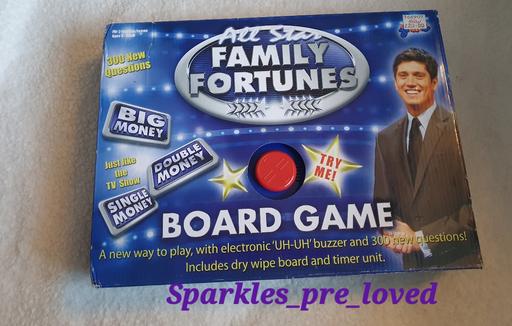 300 New
Questions
All Star
FAMILY
FORTUNES
BIG
MONEY
Just like
the
TV Show
DOUBLE
MONEY
SINGLE
MONEY
TRY
ME!
BOARD GAME
A new way to play, with electronic 'UH-UH' buzzer and 300 new questions!
Includes dry wipe board and timer unit.
Sparkles_pre_loved